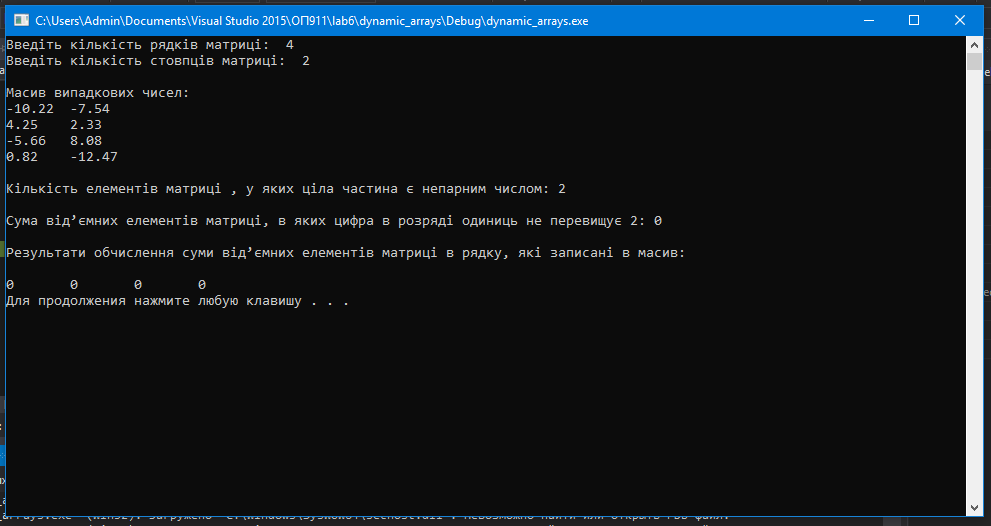 C:\Users\Admin\Documents\Visual Studio 2015\ОП911\lab6\dynamic_arrays\Debug\dynamic_arrays.exe
Введіть кількість рядків матриці:  4
Введіть кількість стовпців матриці:  2
Масив випадкових чисел:
-10.22  -7.54
4.25    2.33
-5.66   8.08
0.82    -12.47
Кількість елементів матриці , у яких ціла частина є непарним числом: 2
Сума від’ємних елементів матриці, в яких цифра в розряді одиниць не перевищує 2: 0
Результати обчислення суми від’ємних елементів матриці в рядку, які записані в масив:
0       0       0       0
Для продолжения нажмите любую клавишу . . .